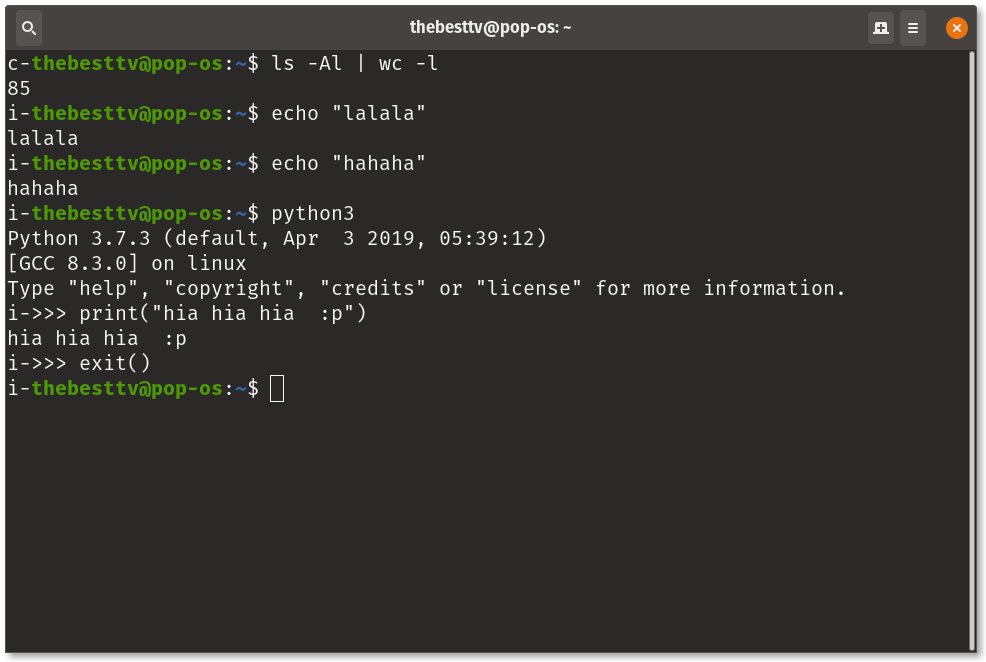 thebesttv@pop-os: ~
c-thebesttv@pop-os:~$ ls -Al | wc -l
85
i-thebesttv@pop-os:~$ echo "lalala"
lalala
i-thebesttv@pop-os:~$ echo "hahaha"
hahaha
i-thebesttv@pop-os:~$ python3
Python 3.7.3 (default, Apr  3 2019, 05:39:12)
[GCC 8.3.0] on linux
Type "help", "copyright", "credits" or "license" for more information.
i->>> print("hia hia hia  :p")
hia hia hia  :p
i->>> exit()
i-thebesttv@pop-os:~$